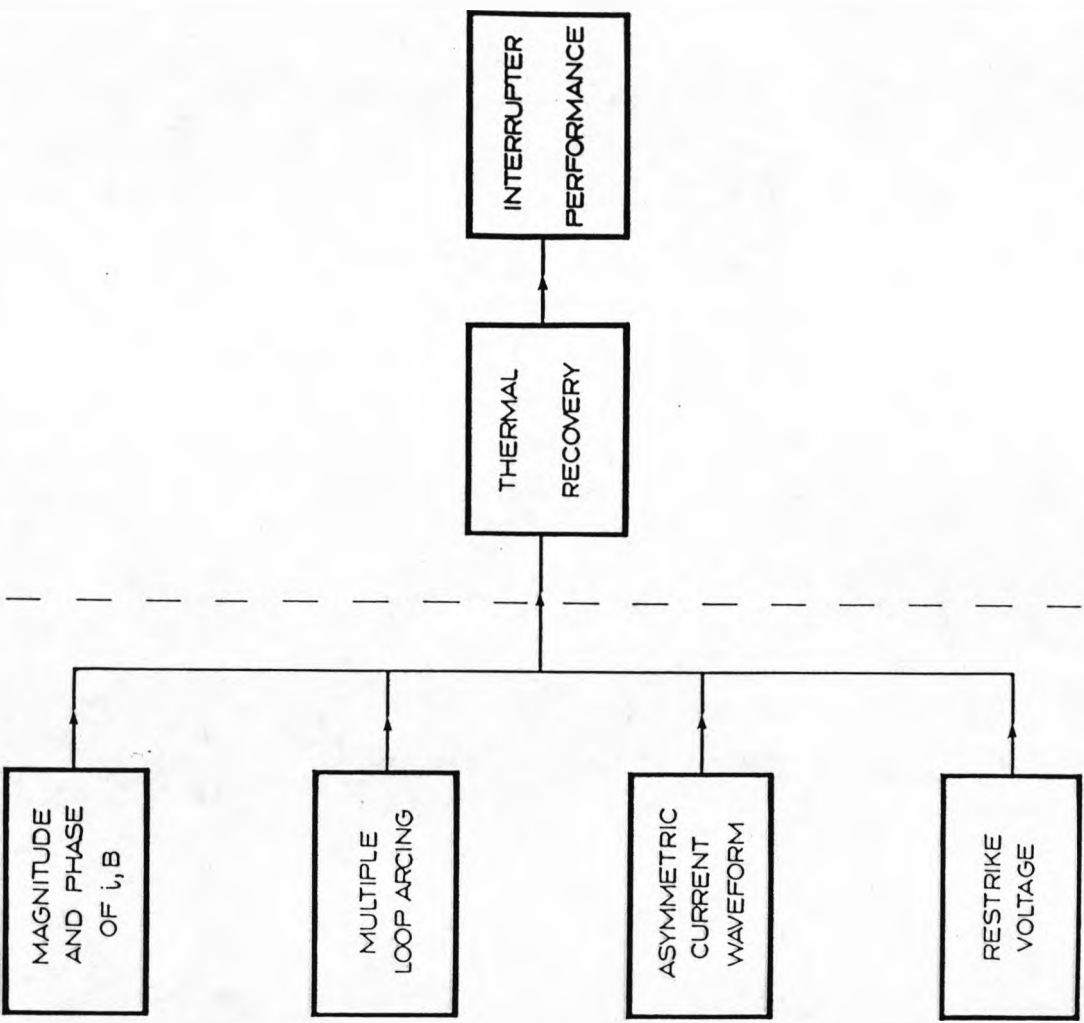 MAGNITUDE
AND PHASE
OF i,B
MULTIPLE
LOOP ARCING
ASYMMETRIC
CURRENT
WAVEFORM
RESTRIKE
VOLTAGE
THERMAL
RECOVERY
INTERRUPTER
PERFORMANCE